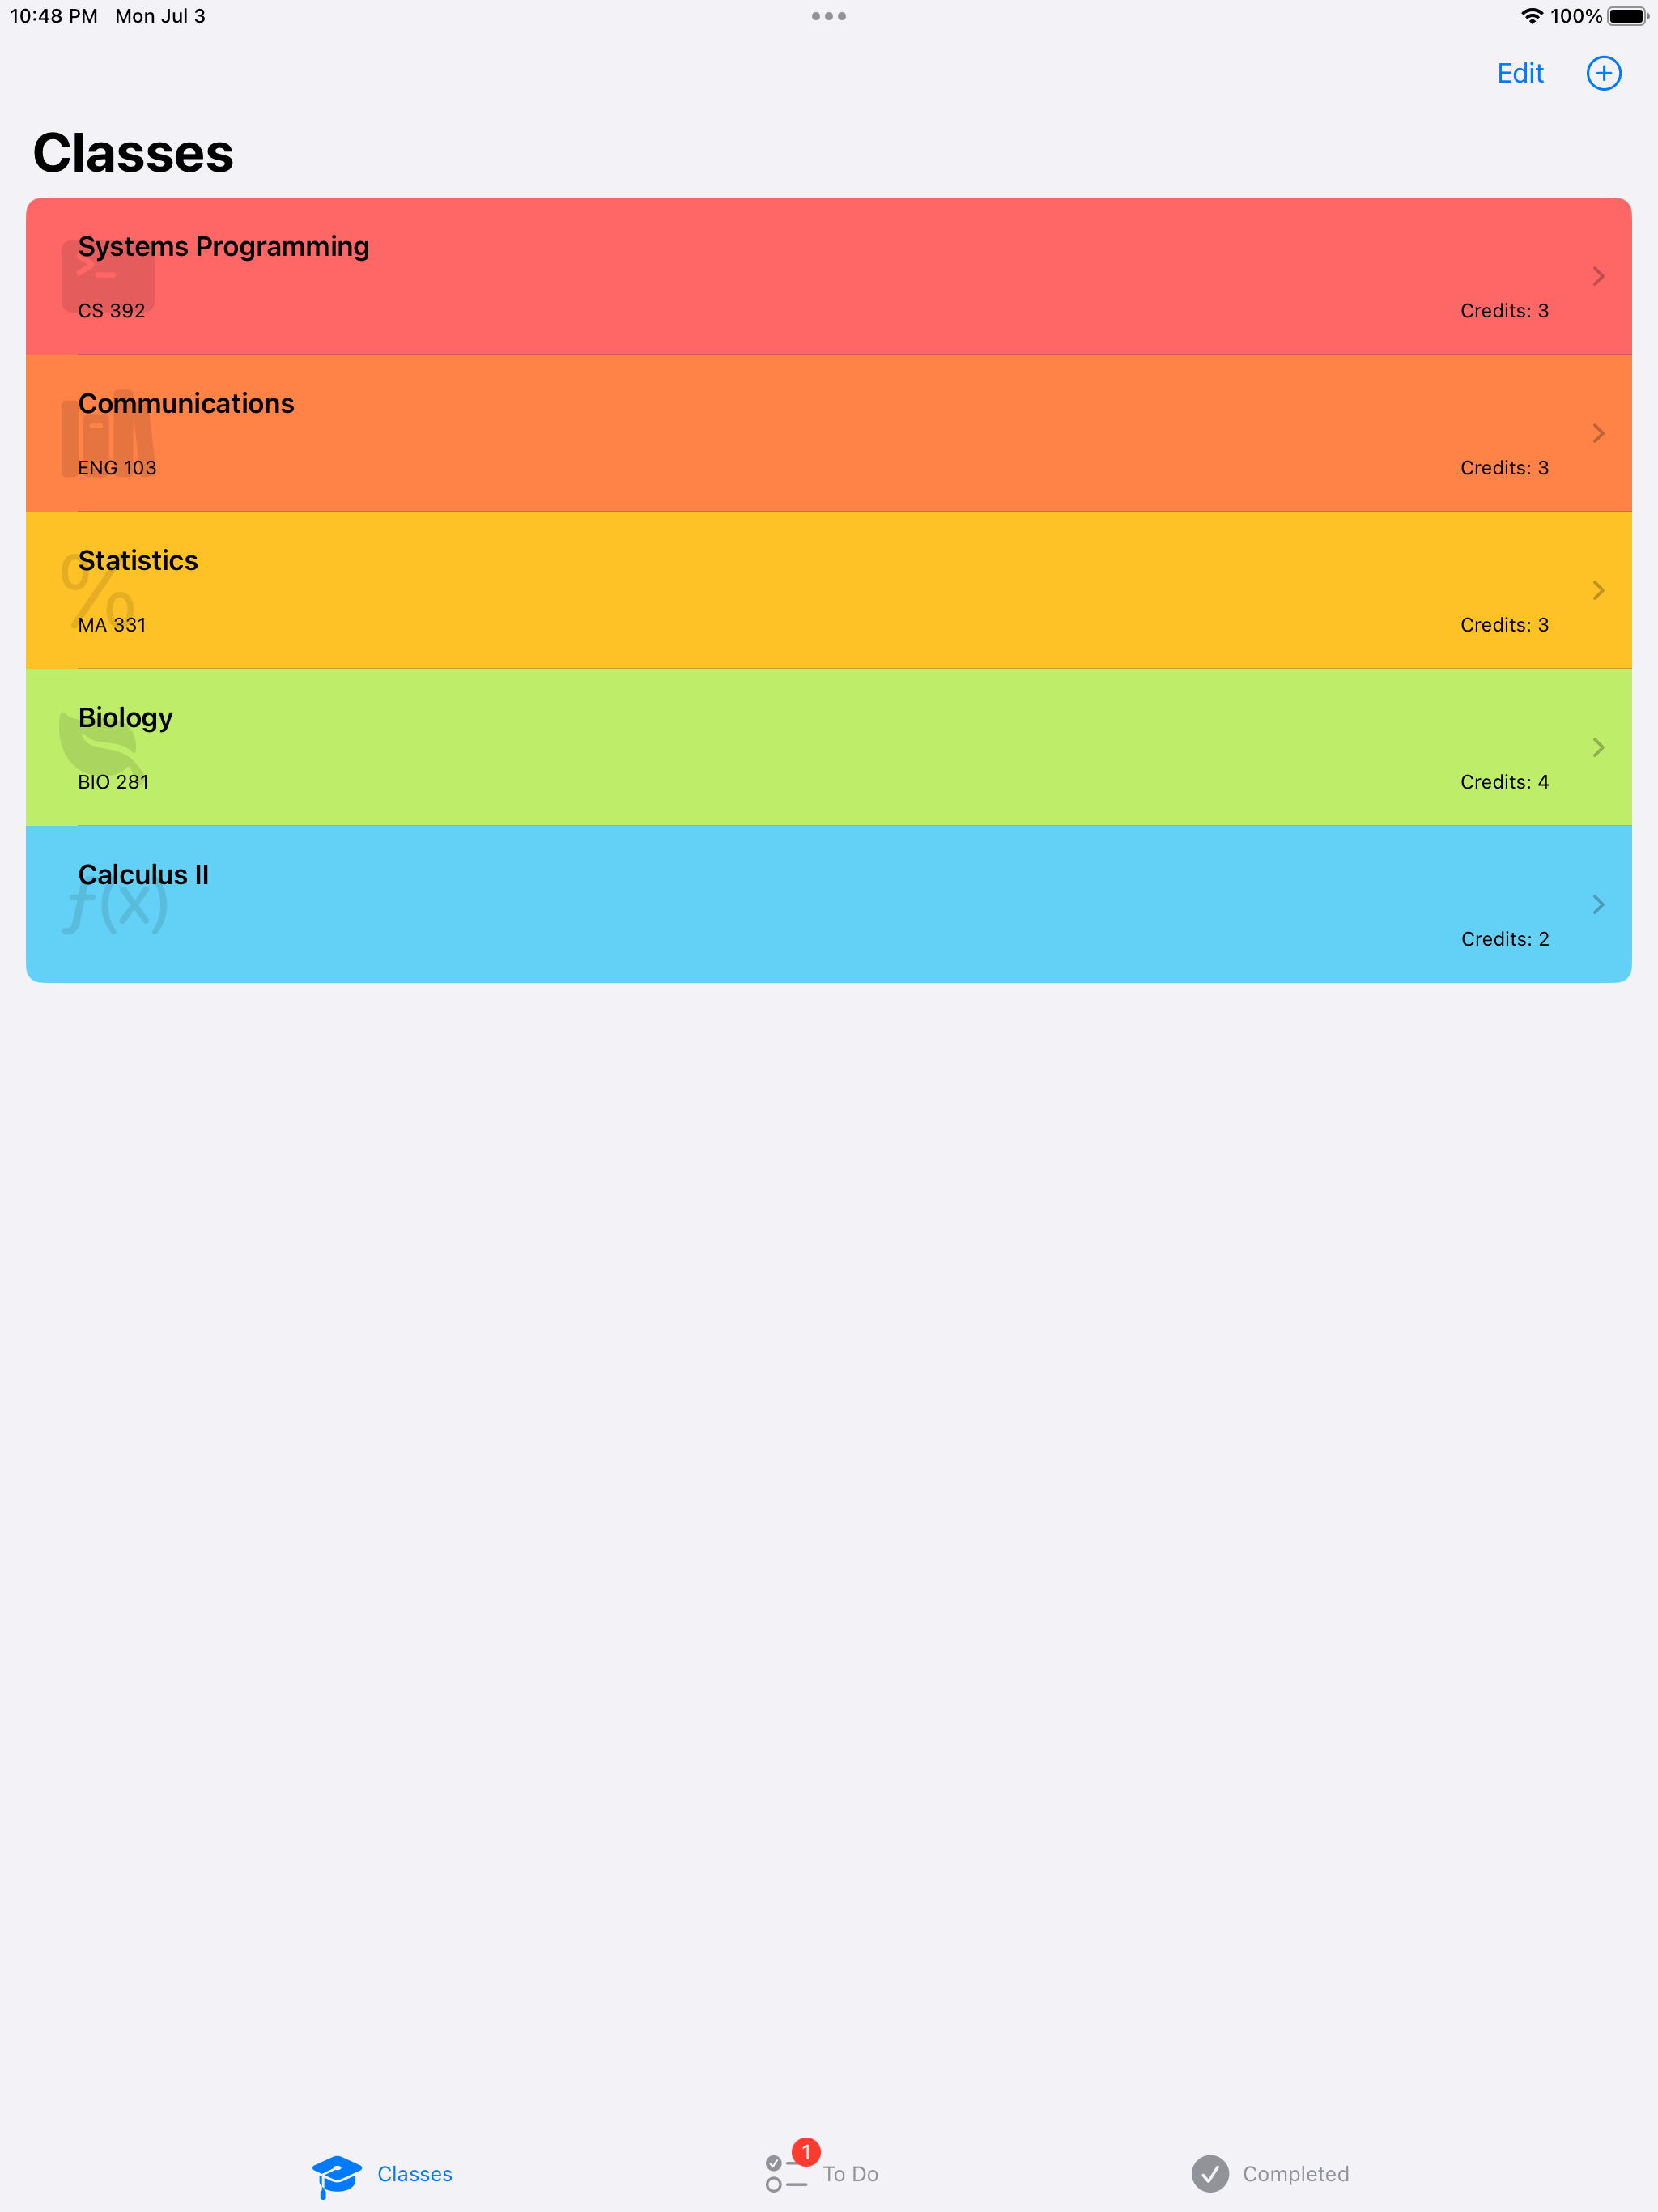 10:48 PM Mon Jul 3
100%
Edit
Classes
Systems Programming
CS 392
Credits: 3
Communications
ENG 103
Credits: 3
%
Statistics
MA 331
Credits: 3
Biology
BIO 281
Credits: 4
Calculus II
f(x)
Credits: 2
Classes
1
To Do
Completed